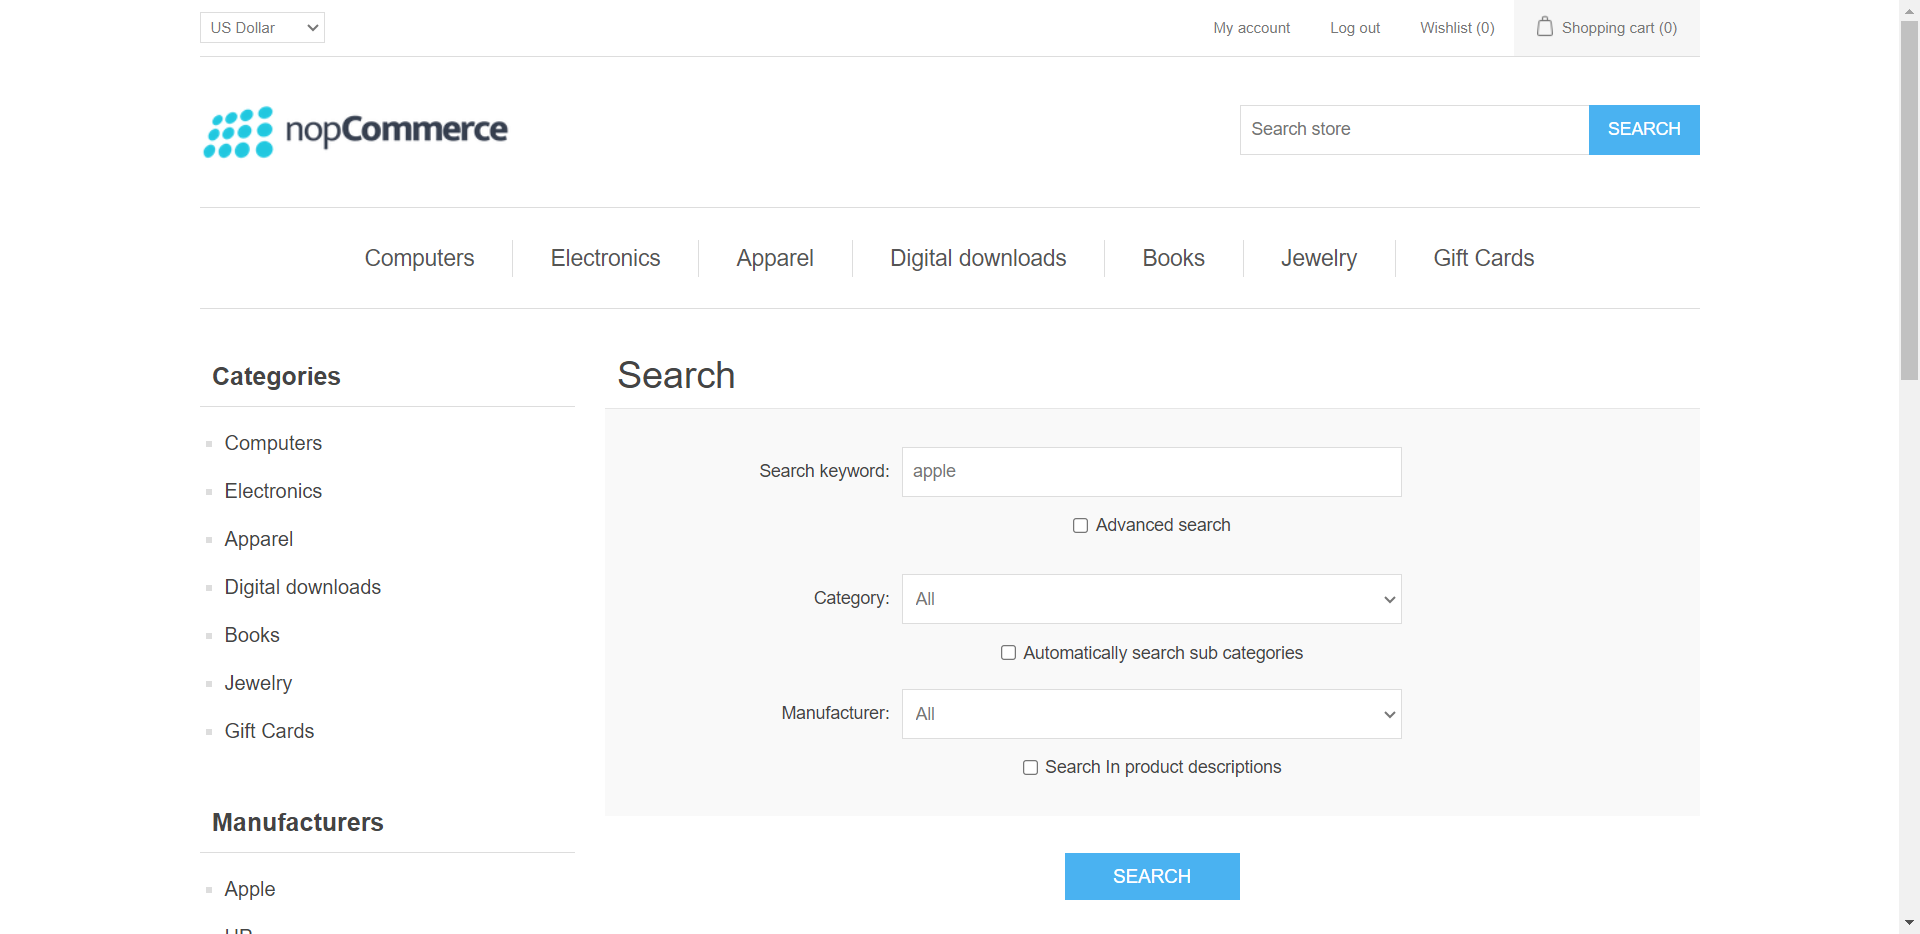 US Dollar
My account
Log out
Wishlist (0)
Shopping cart (0)
nopCommerce
Search store
SEARCH
Computers
Electronics
Apparel
Digital downloads
Books
Jewelry
Gift Cards
Categories
Computers
Electronics
Apparel
Digital downloads
Books
Jewelry
Gift Cards
Manufacturers
Apple
Search
Search keyword: apple
Advanced search
Category: All
Automatically search sub categories
Manufacturer: All
Search In product descriptions
SEARCH